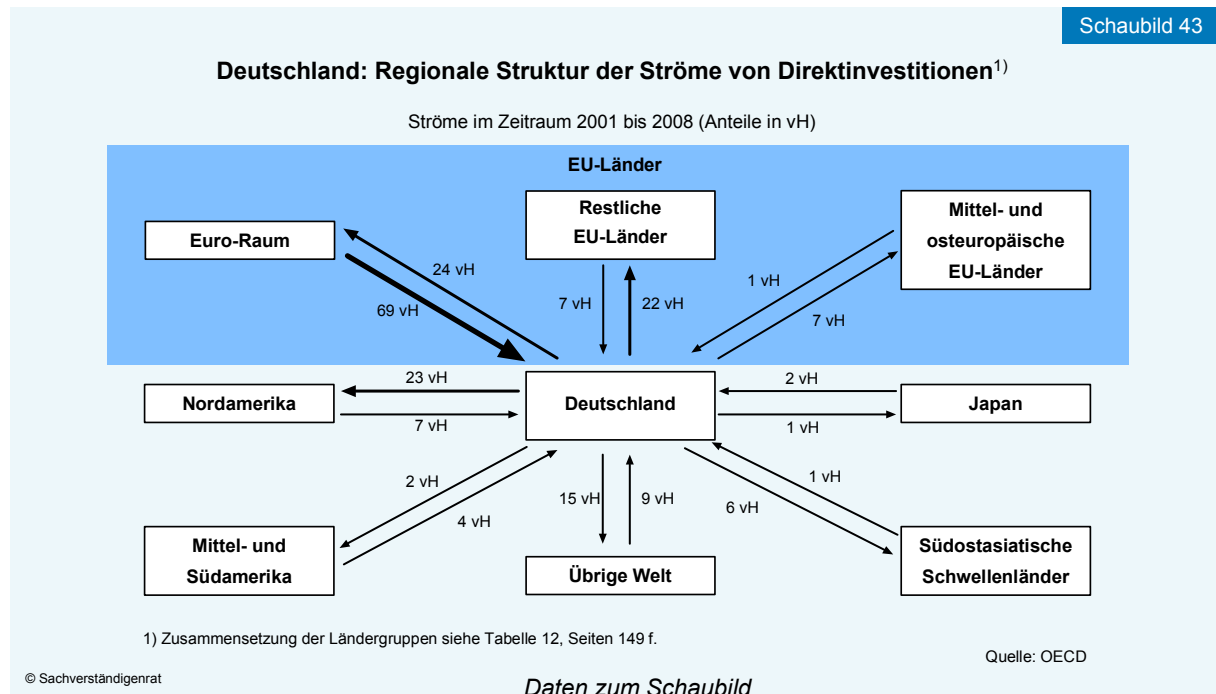 Schaubild 43
Deutschland: Regionale Struktur der Ströme von Direktinvestitionen1)
Ströme im Zeitraum 2001 bis 2008 (Anteile in vH)
EU-Länder
Euro-Raum
Restliche
EU-Länder
Mittel- und
osteuropäische
EU-Länder
24 vH
69 vH
7 vH
22 vH
1 vH
7 vH
Nordamerika
23 vH
7 vH
Deutschland
2 vH
1 vH
Japan
2 vH
4 vH
15 vH
9 vH
1 vH
6 vH
Mittel- und
Südamerika
Übrige Welt
Südostasiatische
Schwellenländer
1) Zusammensetzung der Ländergruppen siehe Tabelle 12, Seiten 149 f.
Quelle: OECD
© Sachverständigenrat
Daten zum Schaubild